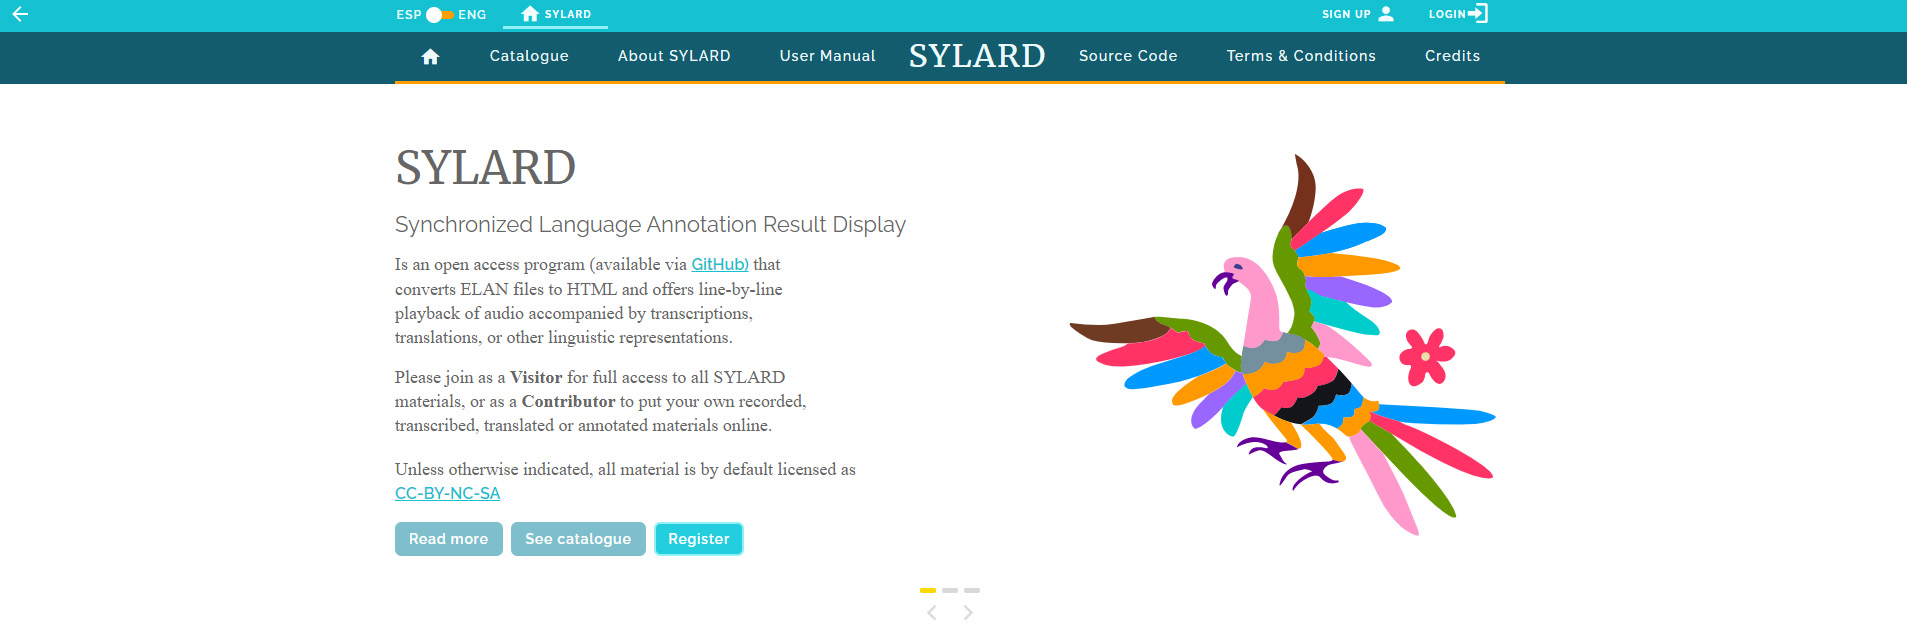 ESP ENG SYLARD SIGN UP LOGIN
Catalogue About SYLARD User Manual SYLARD Source Code Terms & Conditions Credits
SYLARD
Synchronized Language Annotation Result Display
Is an open access program (available via GitHub) that
converts ELAN files to HTML and offers line-by-line
playback of audio accompanied by transcriptions,
translations, or other linguistic representations.
Please join as a Visitor for full access to all SYLARD
materials, or as a Contributor to put your own recorded,
transcribed, translated or annotated materials online.
Unless otherwise indicated, all material is by default licensed as
CC-BY-NC-SA
Read more See catalogue Register